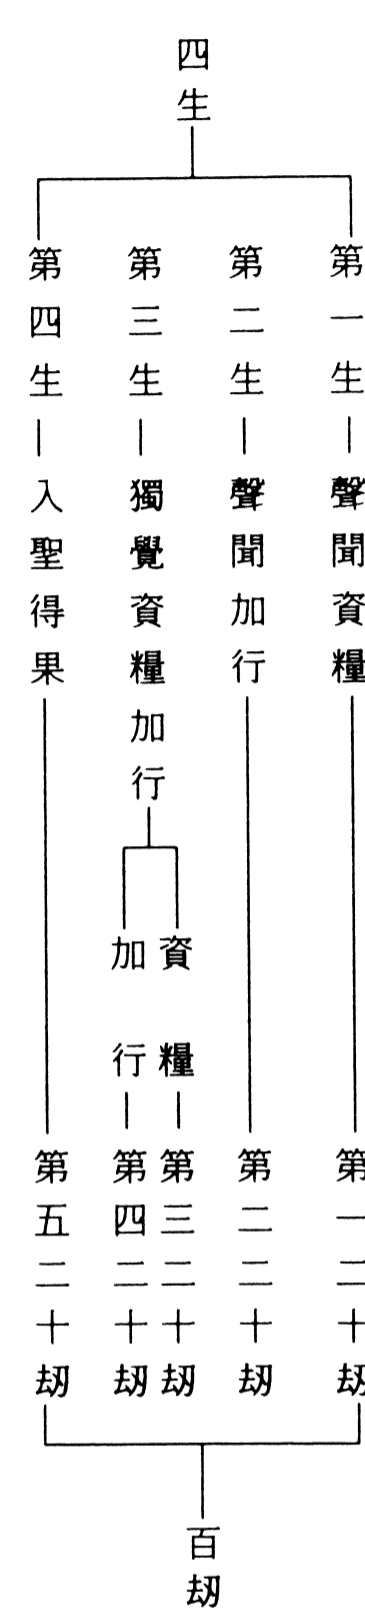 四生
第一生
聲聞資糧
第一二十劫
第二生
聲聞加行
第二二十劫
第三生
獨覺資糧加行
資糧
第三二十劫
加行
第四二十劫
第四生
入聖得果
第五二十劫
百劫